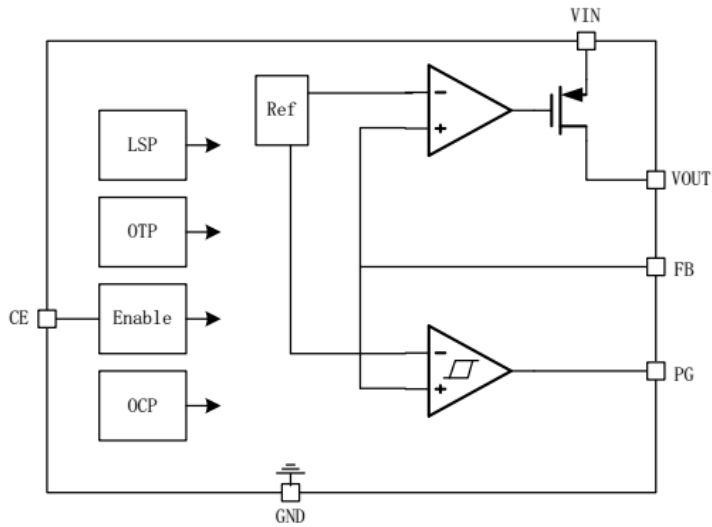 VIN
Ref
−
+
LSP
VOUT
OTP
FB
CE
Enable
−
+
PG
OCP
GND